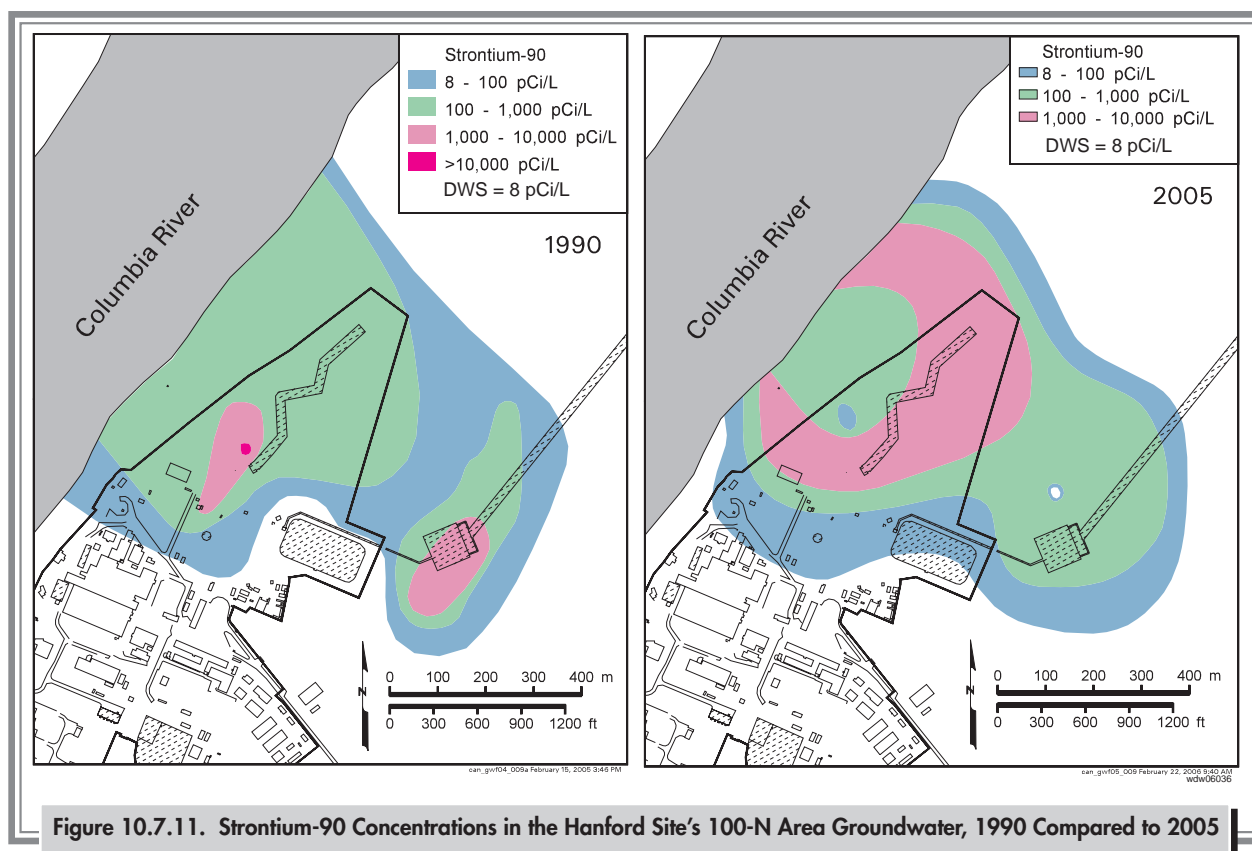 Strontium-90
8 - 100 pCi/L
100 - 1,000 pCi/L
1,000 - 10,000 pCi/L
>10,000 pCi/L
DWS = 8 pCi/L
1990
Columbia River
N
0 100 200 300 400 m
0 300 600 900 1200 ft
can_gwf04_009a February 15, 2005 3:46 PM
Strontium-90
8 - 100 pCi/L
100 - 1,000 pCi/L
1,000 - 10,000 pCi/L
DWS = 8 pCi/L
2005
Columbia River
N
0 100 200 300 400 m
0 300 600 900 1200 ft
can_gwf05_009 February 22, 2006 9:40 AM
wdw06036
Figure 10.7.11. Strontium-90 Concentrations in the Hanford Site's 100-N Area Groundwater, 1990 Compared to 2005